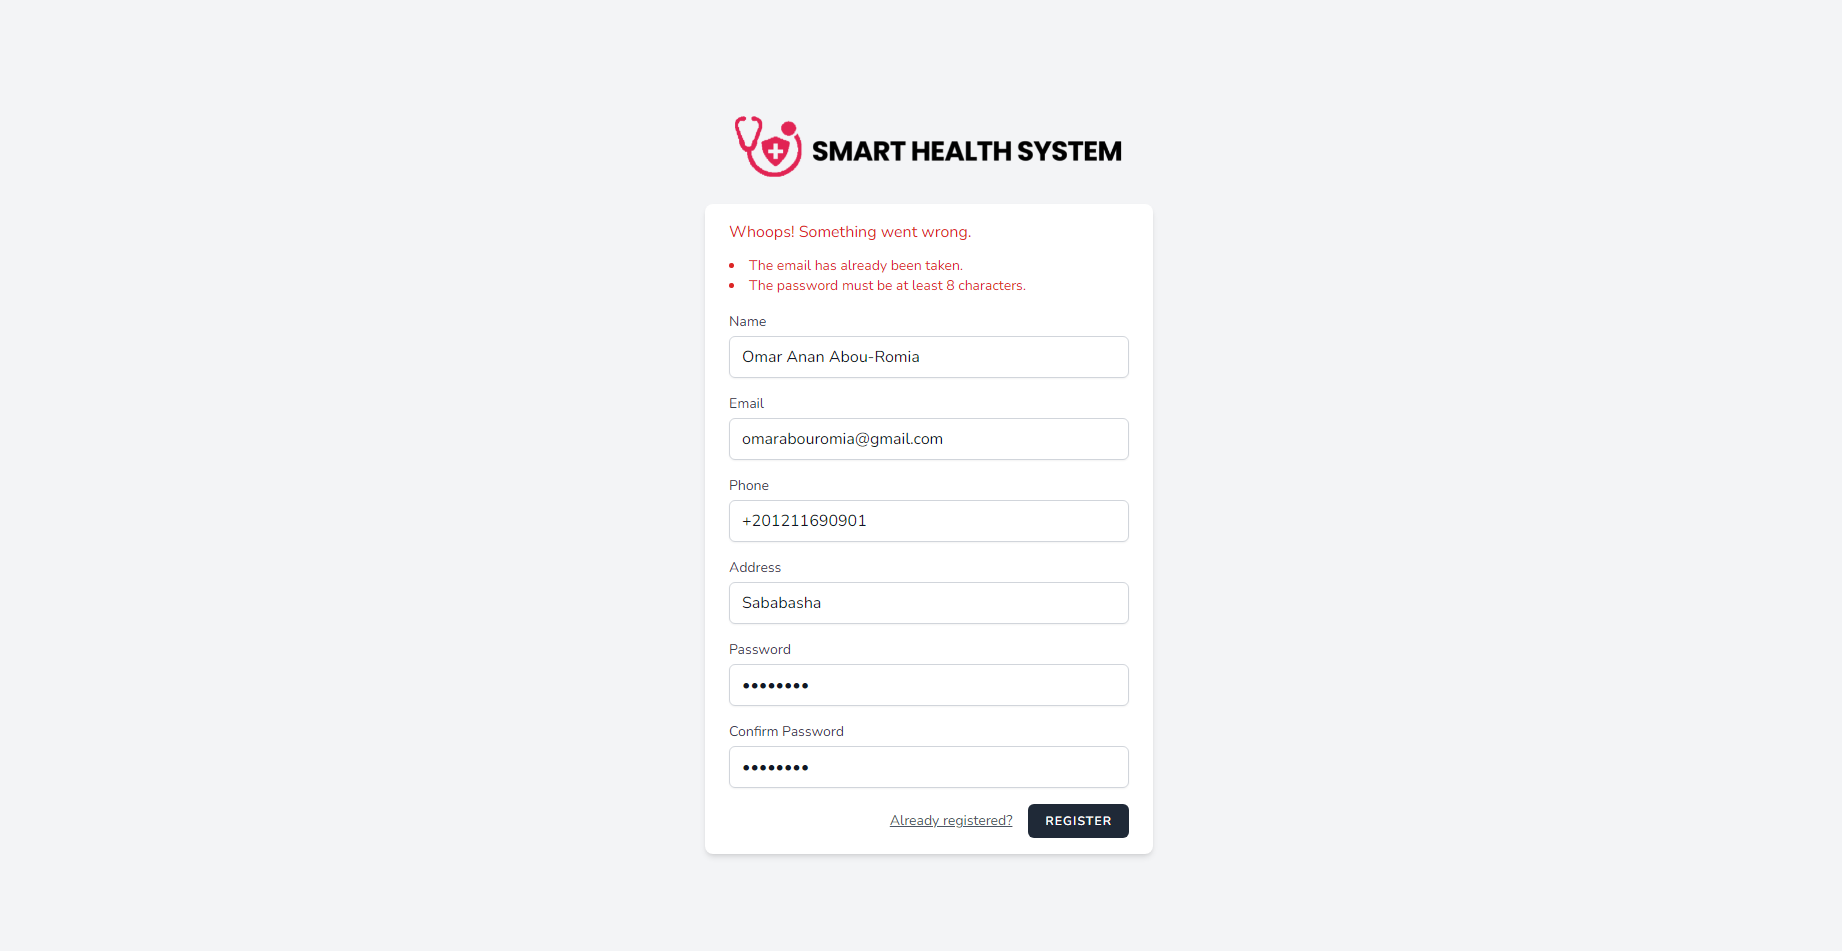 SMART HEALTH SYSTEM
Whoops! Something went wrong.
The email has already been taken.
The password must be at least 8 characters.
Name
Omar Anan Abou-Romia
Email
omarabouromia@gmail.com
Phone
+201211690901
Address
Sababasha
Password
••••••••
Confirm Password
••••••••
Already registered? REGISTER